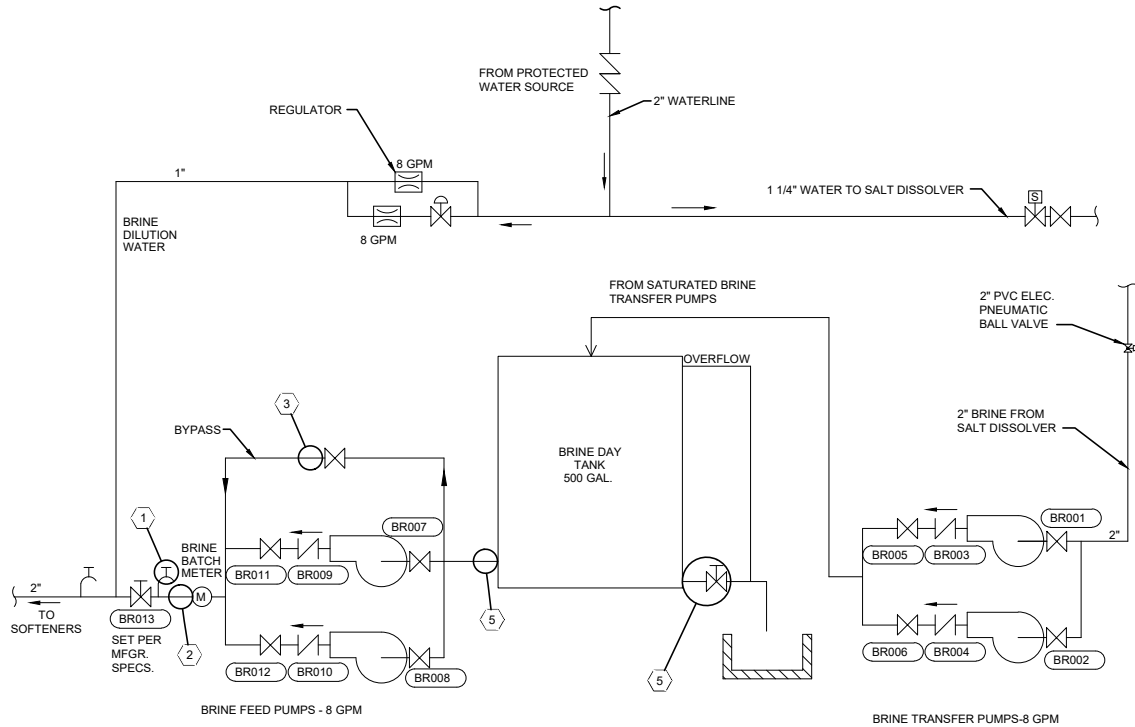 FROM PROTECTED
WATER SOURCE
2" WATERLINE
REGULATOR
8 GPM
1"
8 GPM
1 1/4" WATER TO SALT DISSOLVER
S
BRINE
DILUTION
WATER
FROM SATURATED BRINE
TRANSFER PUMPS
2" PVC ELEC.
PNEUMATIC
BALL VALVE
OVERFLOW
3
BYPASS
BRINE DAY
TANK
500 GAL.
2" BRINE FROM
SALT DISSOLVER
1
BRINE
BATCH
METER
BR007
BR011
BR009
BR001
2"
BR005
BR003
2"
TO
SOFTENERS
BR013
M
SET PER
MFGR.
SPECS.
2
5
5
BR012
BR010
BR008
BR006
BR004
BR002
BRINE FEED PUMPS - 8 GPM
BRINE TRANSFER PUMPS-8 GPM